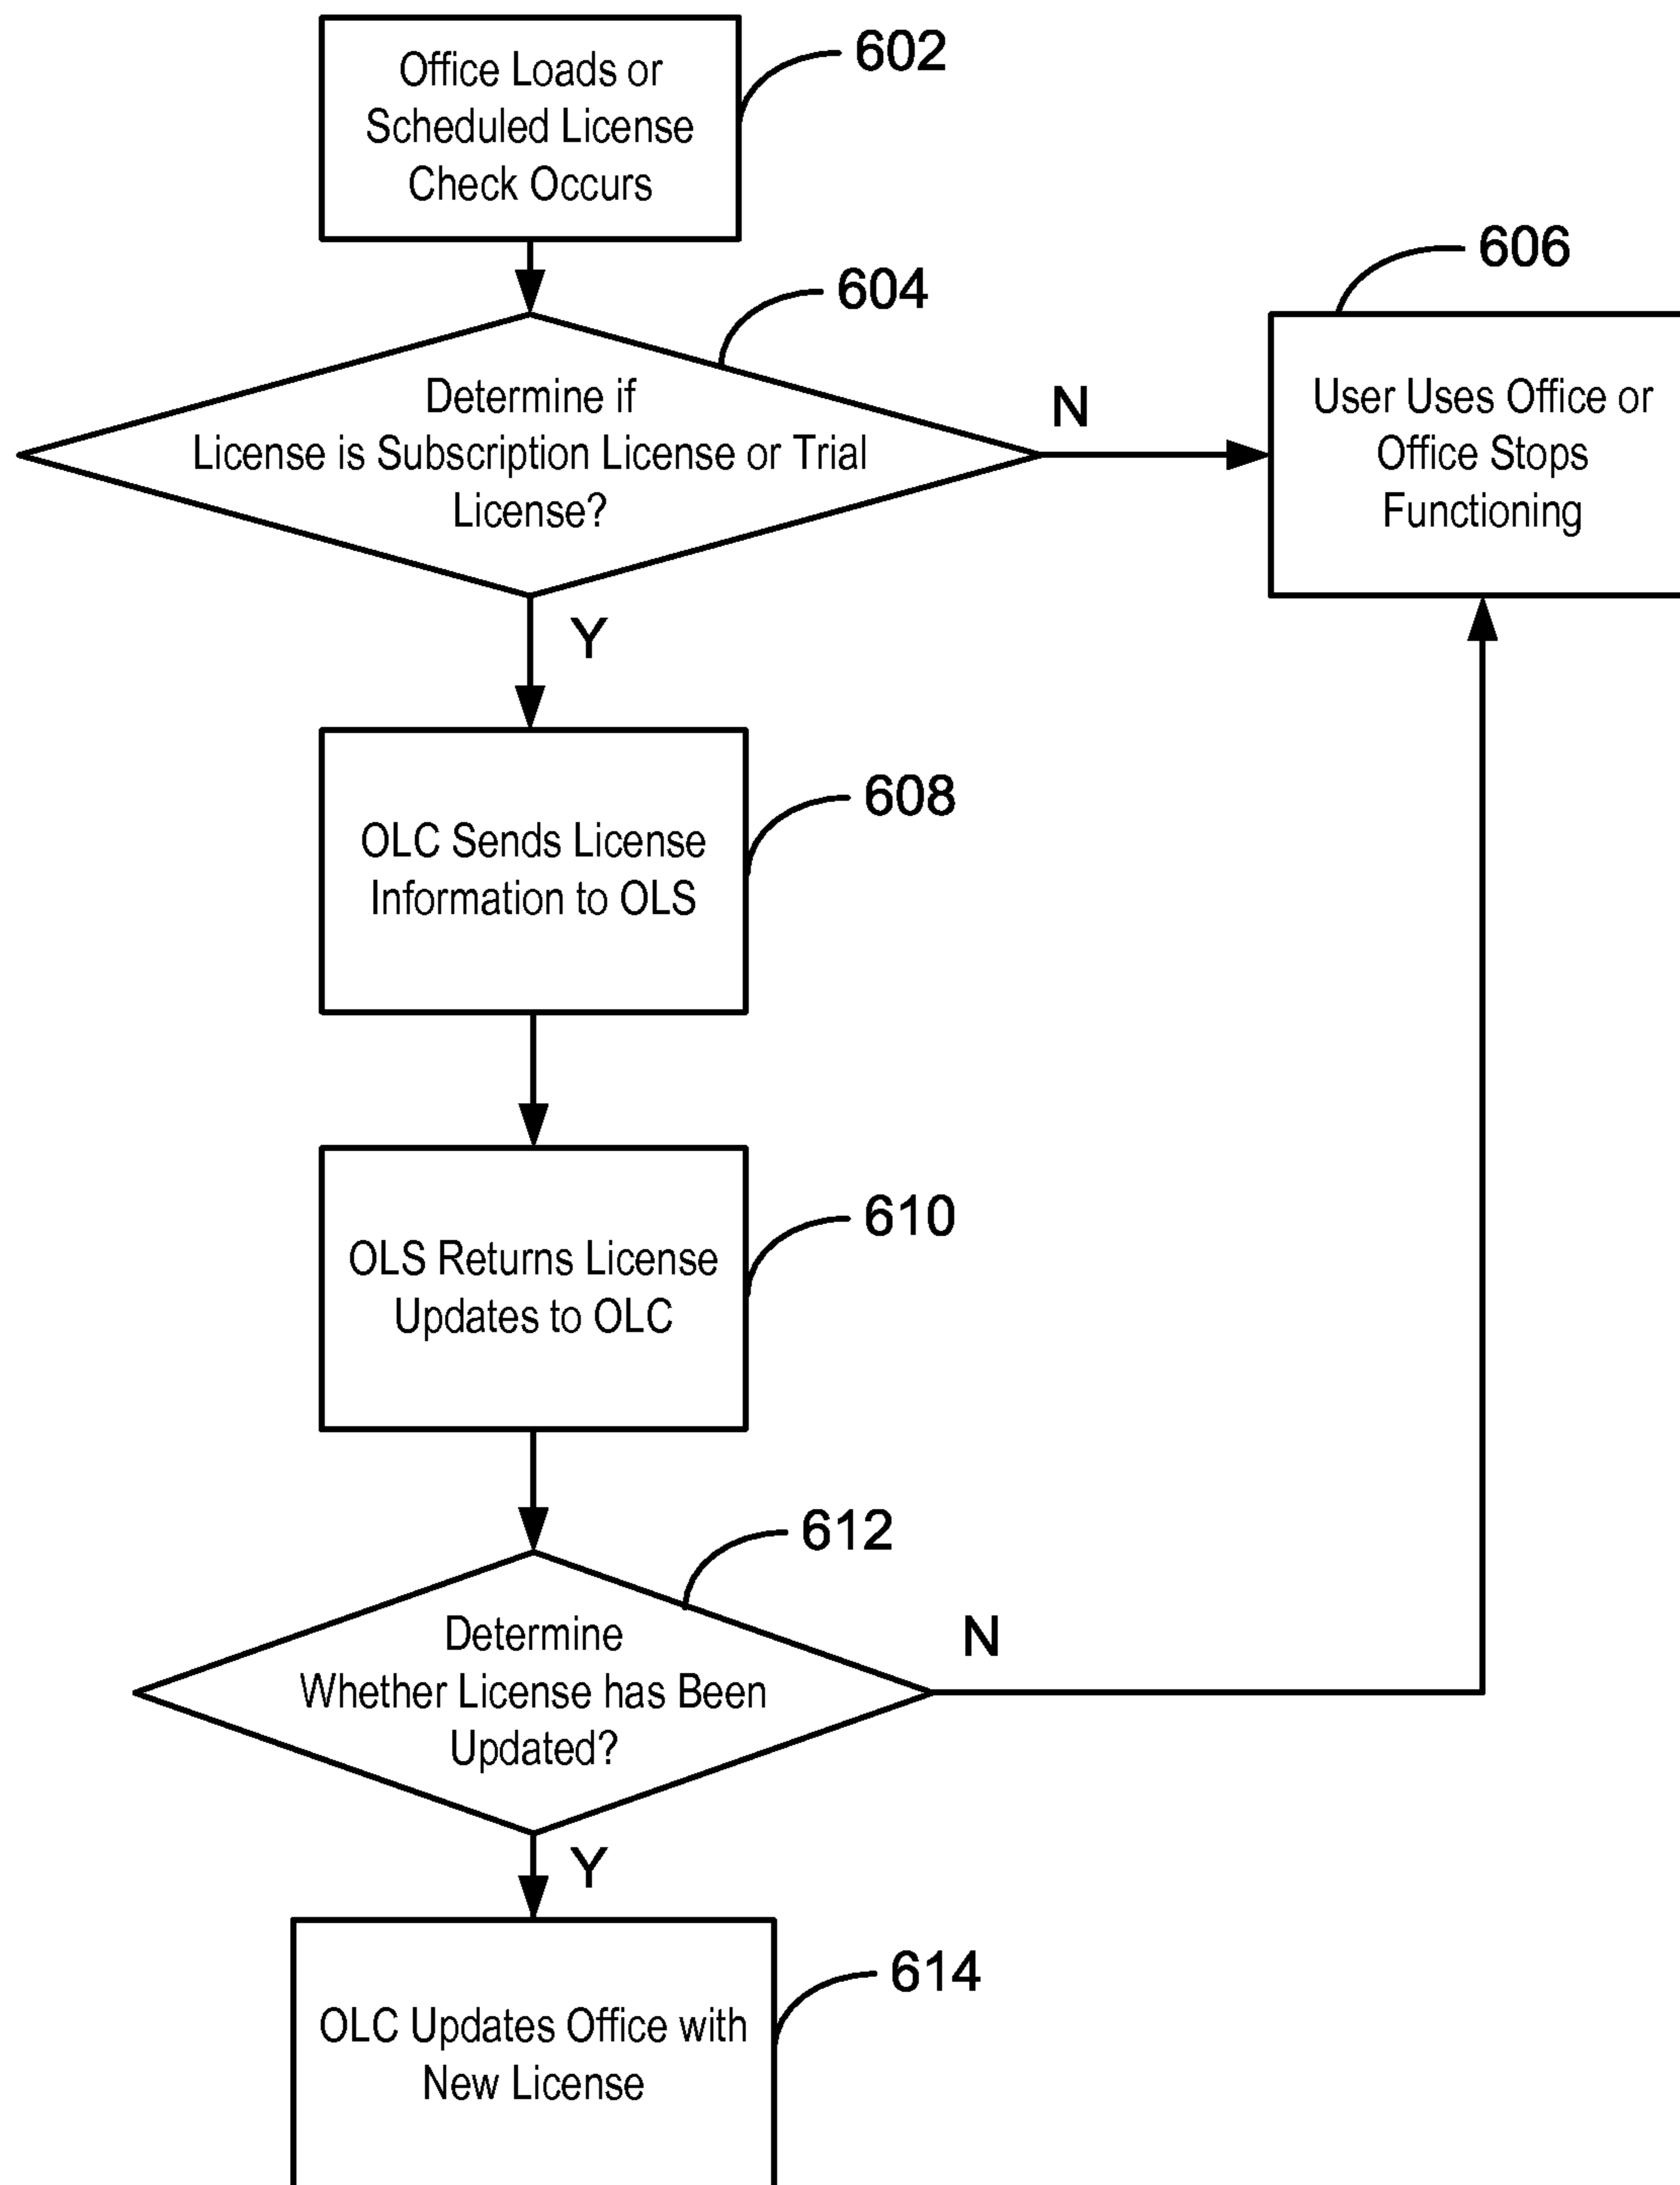 Office Loads or
Scheduled License
Check Occurs
602
604
Determine if
License is Subscription License or Trial
License?
N
606
User Uses Office or
Office Stops
Functioning
Y
608
OLC Sends License
Information to OLS
610
OLS Returns License
Updates to OLC
612
Determine
Whether License has Been
Updated?
N
Y
614
OLC Updates Office with
New License